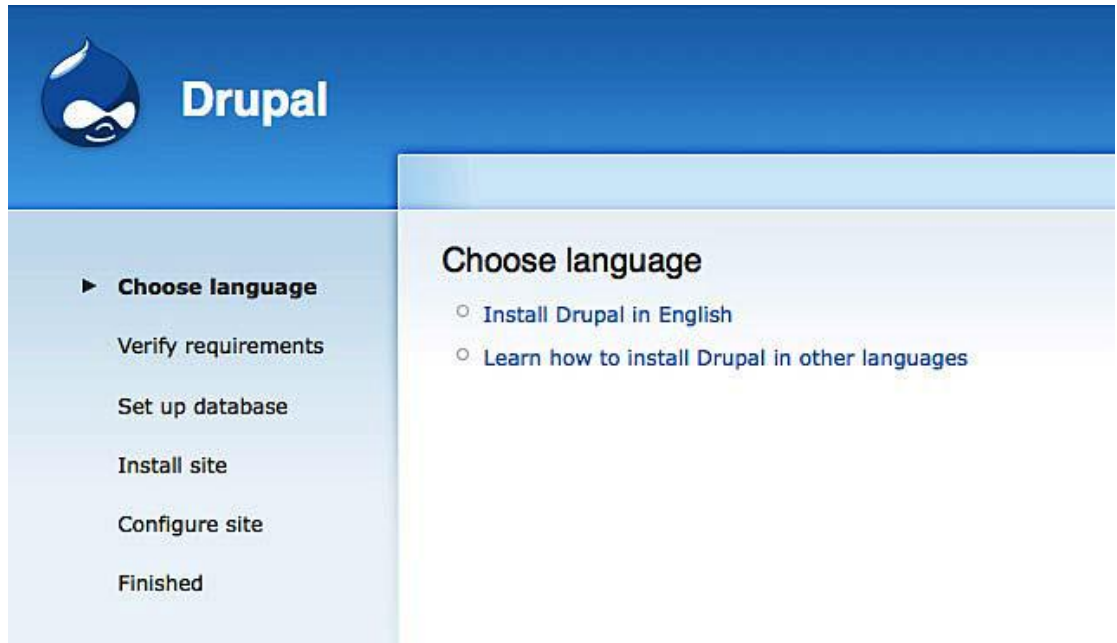 Drupal
Choose language
Verify requirements
Set up database
Install site
Configure site
Finished
Choose language
Install Drupal in English
Learn how to install Drupal in other languages